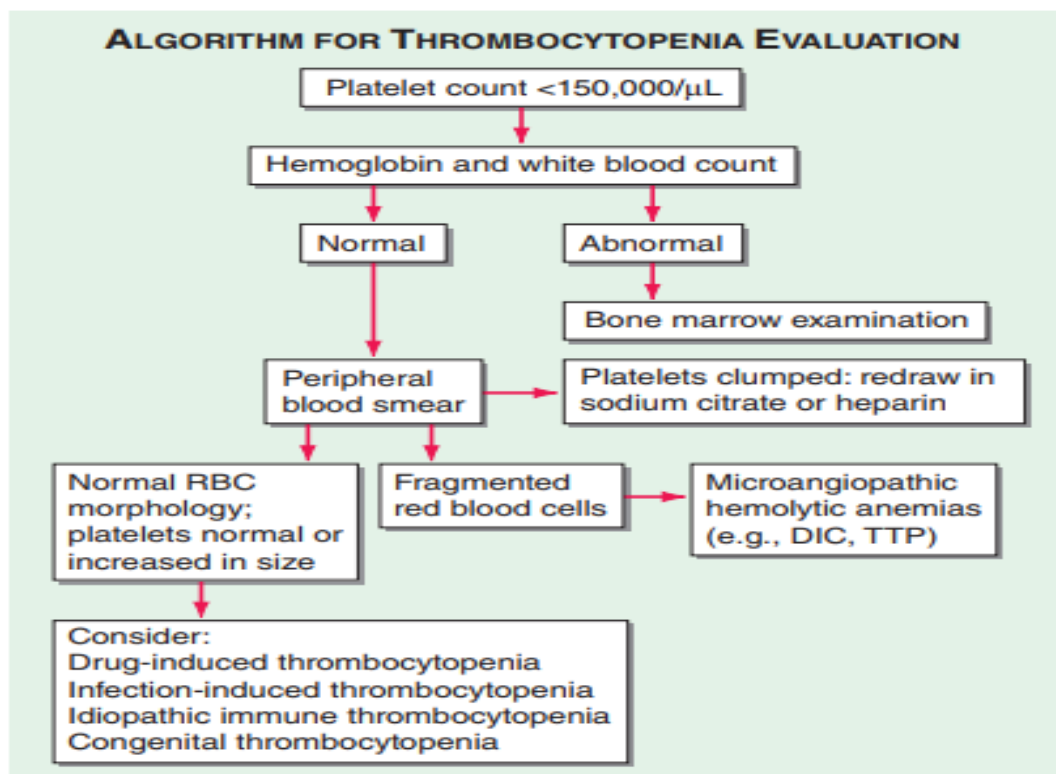 ALGORITHM FOR THROMBOCYTOPENIA EVALUATION
Platelet count <150,000/μL
Hemoglobin and white blood count
Normal
Abnormal
Bone marrow examination
Peripheral
blood smear
Platelets clumped: redraw in
sodium citrate or heparin
Normal RBC
morphology;
platelets normal or
increased in size
Fragmented
red blood cells
Microangiopathic
hemolytic anemias
(e.g., DIC, TTP)
Consider:
Drug-induced thrombocytopenia
Infection-induced thrombocytopenia
Idiopathic immune thrombocytopenia
Congenital thrombocytopenia